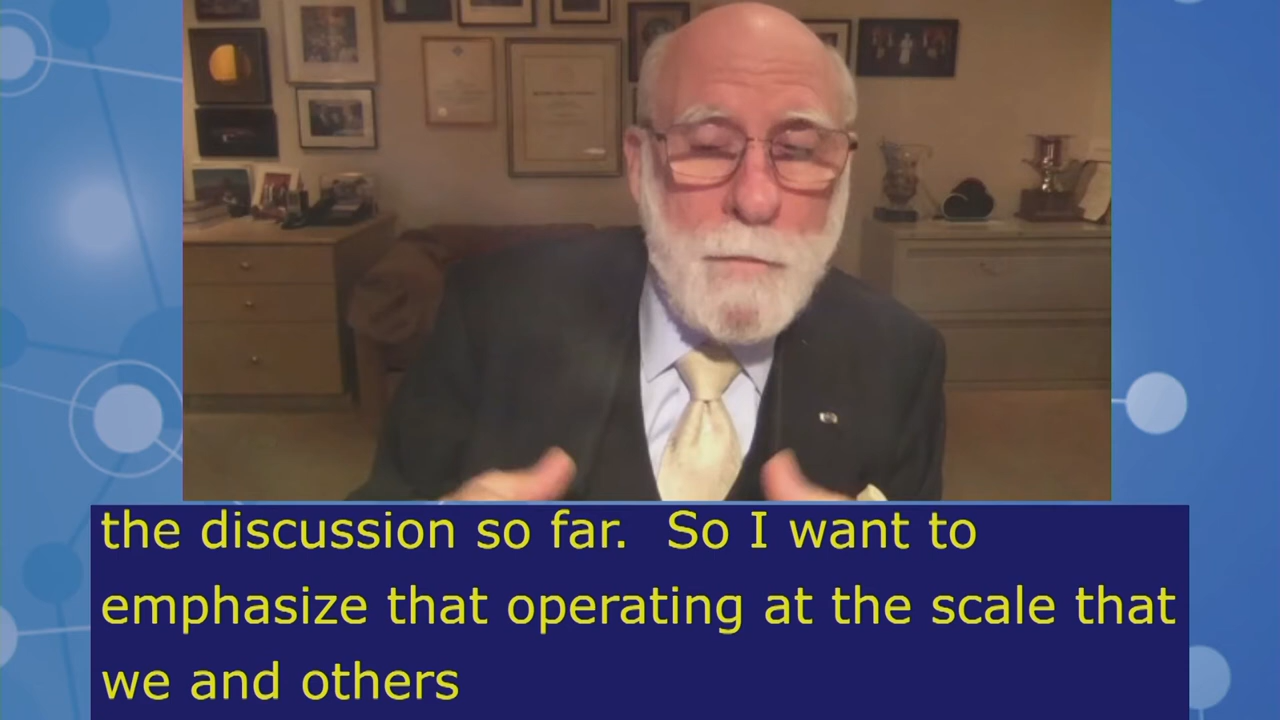 the discussion so far.  So I want to
emphasize that operating at the scale that
we and others